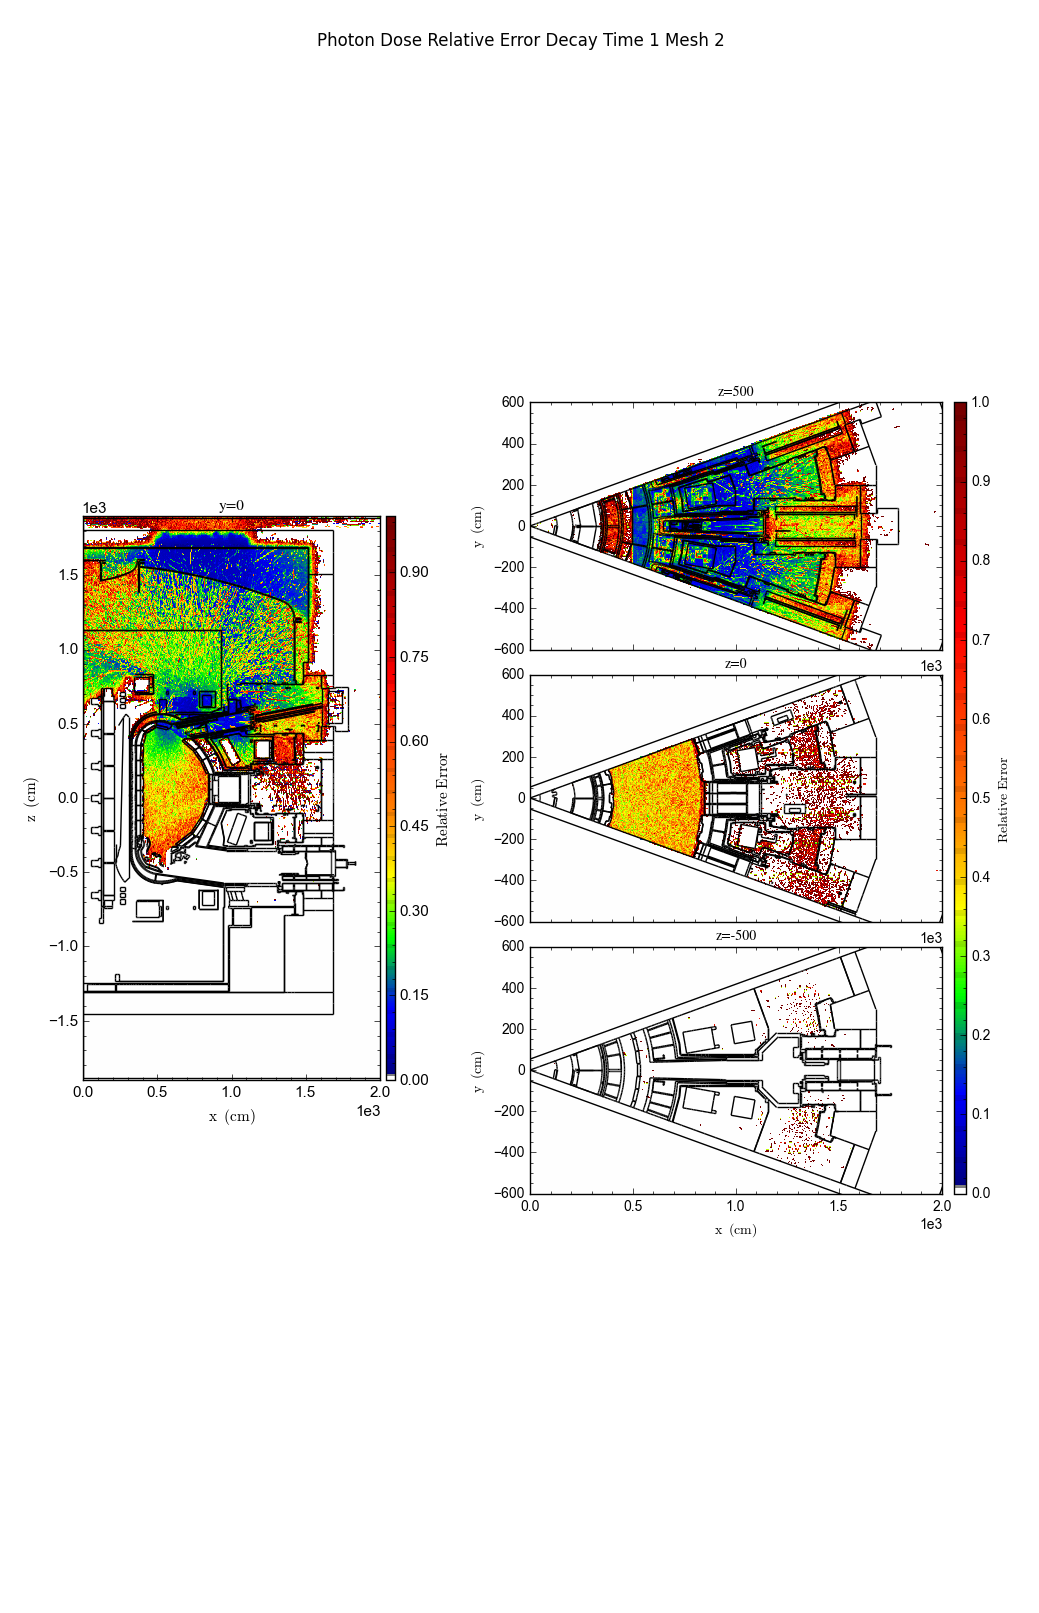 Photon Dose Relative Error Decay Time 1 Mesh 2
y=0
1e3
1.5
1.0
0.5
0.0
−0.5
−1.0
−1.5
z (cm)
0.0 0.5 1.0 1.5 2.0
1e3
x (cm)
0.90
0.75
0.60
0.45
0.30
0.15
0.00
Relative Error
z=500
600
400
200
0
−200
−400
−600
y (cm)
1e3
z=0
600
400
200
0
−200
−400
−600
y (cm)
1e3
z=-500
600
400
200
0
−200
−400
−600
y (cm)
0.0 0.5 1.0 1.5 2.0
1e3
x (cm)
1.0
0.9
0.8
0.7
0.6
0.5
0.4
0.3
0.2
0.1
0.0
Relative Error